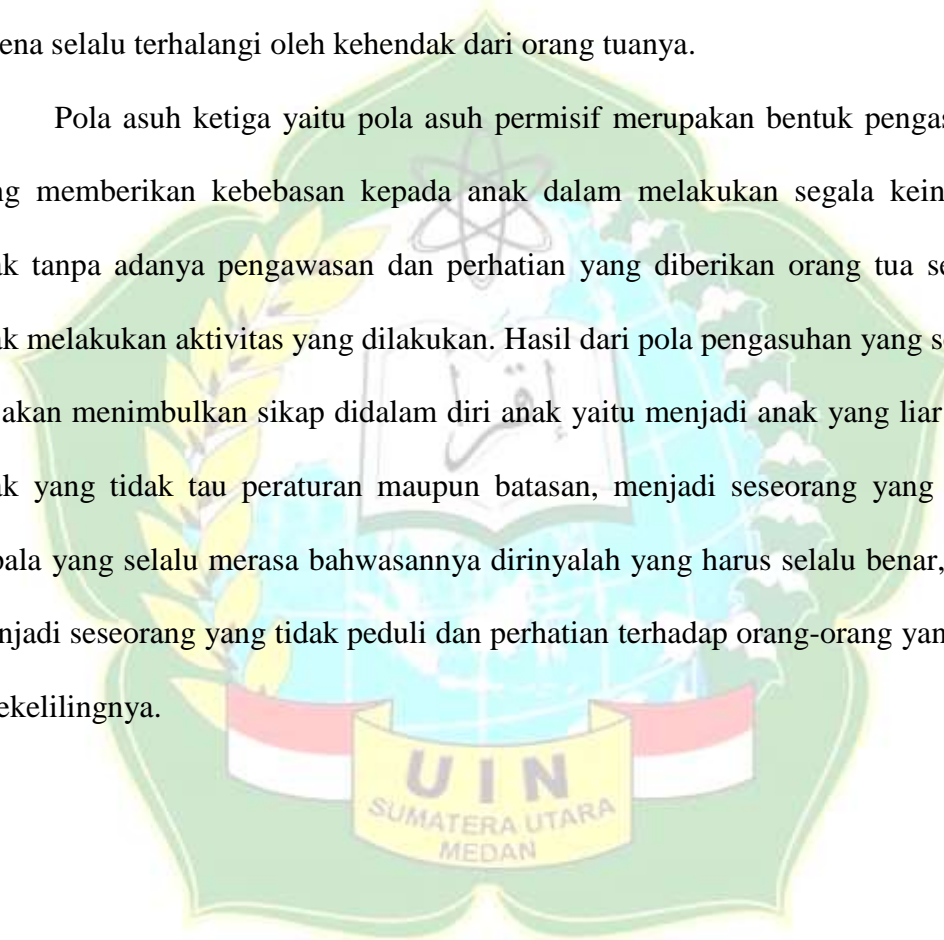 ena selalu terhalangi oleh kehendak dari orang tuanya.
Pola asuh ketiga yaitu pola asuh permisif merupakan bentuk pengas
ng memberikan kebebasan kepada anak dalam melakukan segala kein
ak tanpa adanya pengawasan dan perhatian yang diberikan orang tua se
ak melakukan aktivitas yang dilakukan. Hasil dari pola pengasuhan yang se
akan menimbulkan sikap didalam diri anak yaitu menjadi anak yang liar
ak yang tidak tau peraturan maupun batasan, menjadi seseorang yang
pala yang selalu merasa bahwasannya dirinyalah yang harus selalu benar,
njadi seseorang yang tidak peduli dan perhatian terhadap orang-orang yan
ekelilingnya.
إقرأ
UIN
SUMATERA UTARA
MEDAN